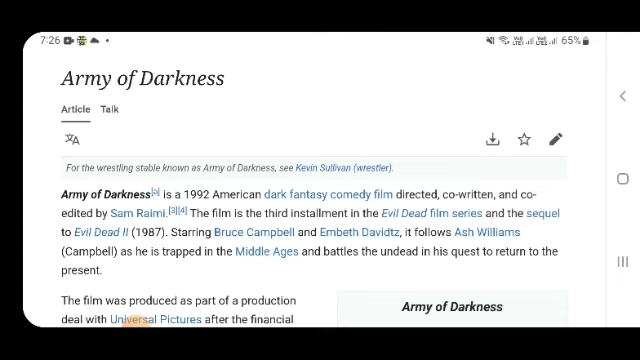 7:26
65%
Army of Darkness
Article Talk
For the wrestling stable known as Army of Darkness, see Kevin Sullivan (wrestler).
Army of Darkness is a 1992 American dark fantasy comedy film directed, co-written, and co-
edited by Sam Raimi.[3][4] The film is the third installment in the Evil Dead film series and the sequel
to Evil Dead II (1987). Starring Bruce Campbell and Embeth Davidtz, it follows Ash Williams
(Campbell) as he is trapped in the Middle Ages and battles the undead in his quest to return to the
present.
The film was produced as part of a production
deal with Universal Pictures after the financial
Army of Darkness